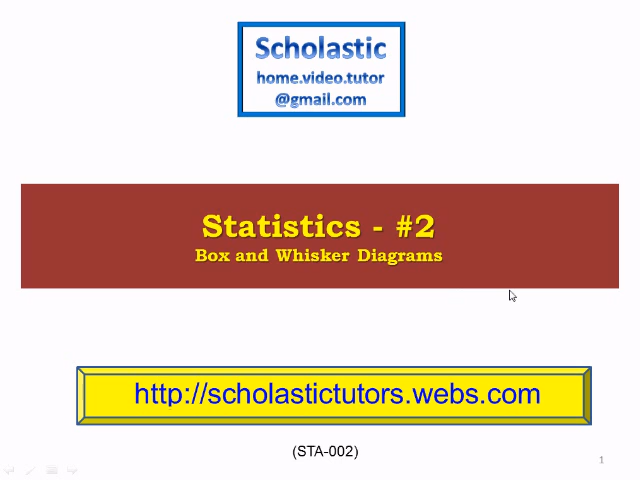 Scholastic
home.video.tutor
@gmail.com
Statistics - #2
Box and Whisker Diagrams
http://scholastictutors.webs.com
(STA-002)
1